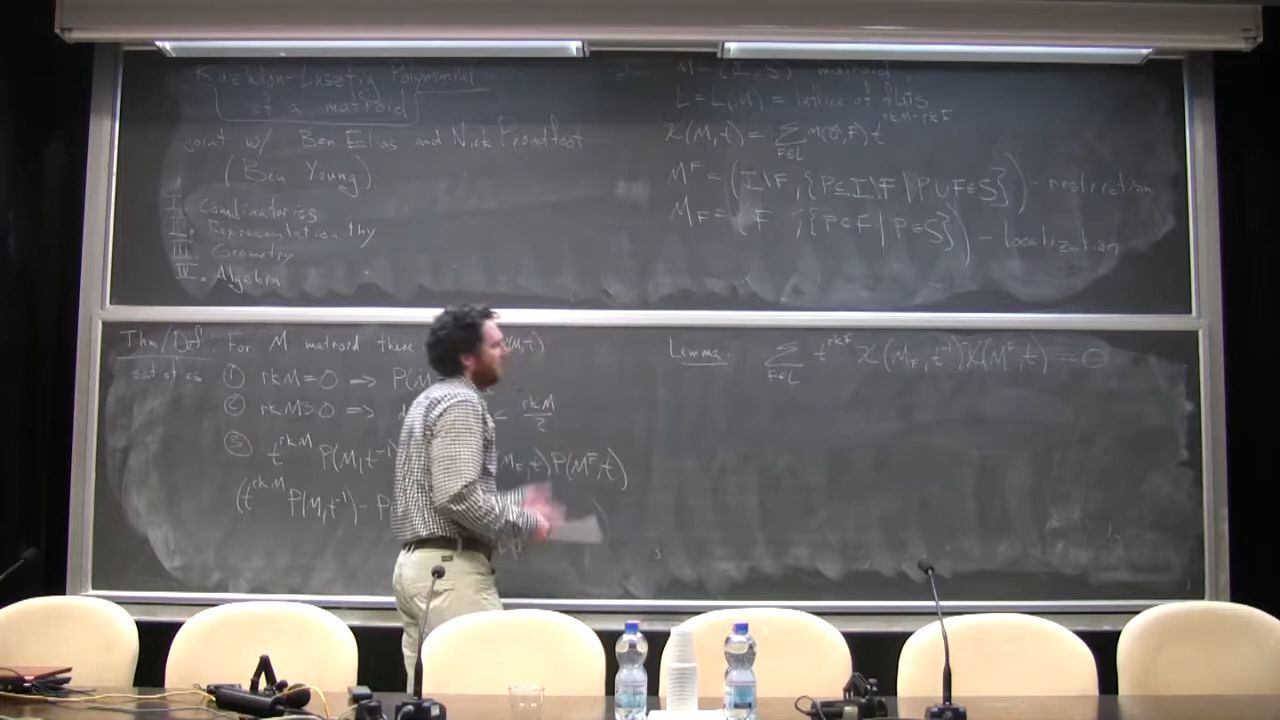 Kazhdan-Lusztig Polynomial
of a matroid
joint w/ Ben Elias and Nick Proudfoot
(Ben Young)
I. Combinatorics
II. Representation thy
III. Geometry
IV. Algebra
M = (I, S) matroid
L = L(M) = lattice of flats
χ(M,t) = Σ_{F∈L} μ(0,F) t^{rkM-rkF}
M^F = (I\F, {P⊆I\F | P∪F∈S}) - restriction
M_F = (F, {P⊆F | P∈S}) - localization
Thm/Def: For M matroid there (M,t)
satisfies ① rkM=0 => P(M
② rkM>0 => < rkM/2
③ t^{rkM} P(M,t^{-1}) M_F,t)P(M^F,t)
(t^{rkM} P(M,t^{-1}) - P(
Lemma: Σ_{F∈L} t^{rkF} χ(M_F,t^{-1}) χ(M^F,t) = 0